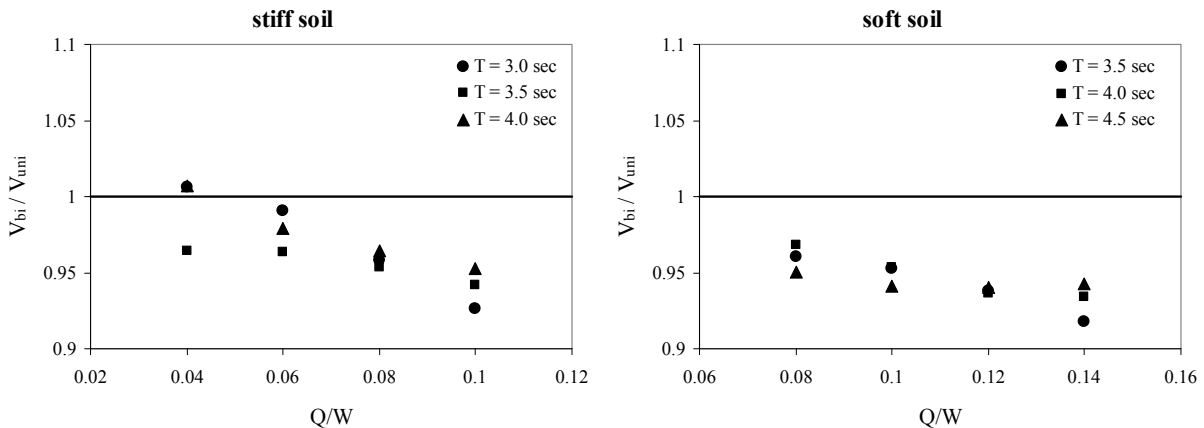 stiff soil
1.1
1.05
1
0.95
0.9
V_bi / V_uni
T = 3.0 sec
T = 3.5 sec
T = 4.0 sec
0.02 0.04 0.06 0.08 0.1 0.12
Q/W
soft soil
1.1
1.05
1
0.95
0.9
V_bi / V_uni
T = 3.5 sec
T = 4.0 sec
T = 4.5 sec
0.06 0.08 0.1 0.12 0.14 0.16
Q/W